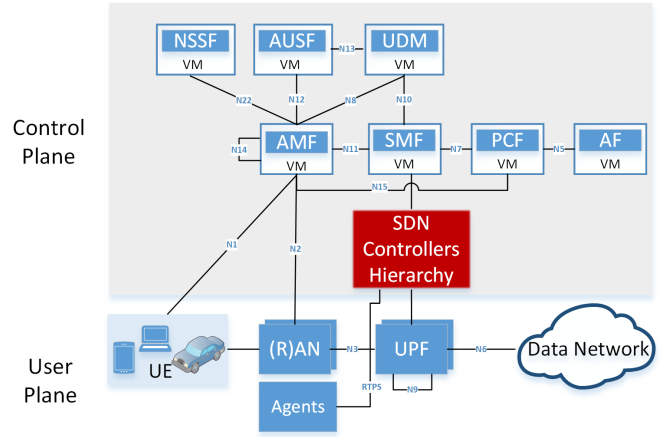 NSSF
VM
AUSF
VM
N13
UDM
VM
N22
N12
N8
N10
Control
Plane
N14
AMF
VM
N11
SMF
VM
N7
PCF
VM
N5
AF
VM
N15
N1
N2
SDN
Controllers
Hierarchy
User
Plane
UE
(R)AN
N3
UPF
N6
Data Network
RTPS
N9
Agents